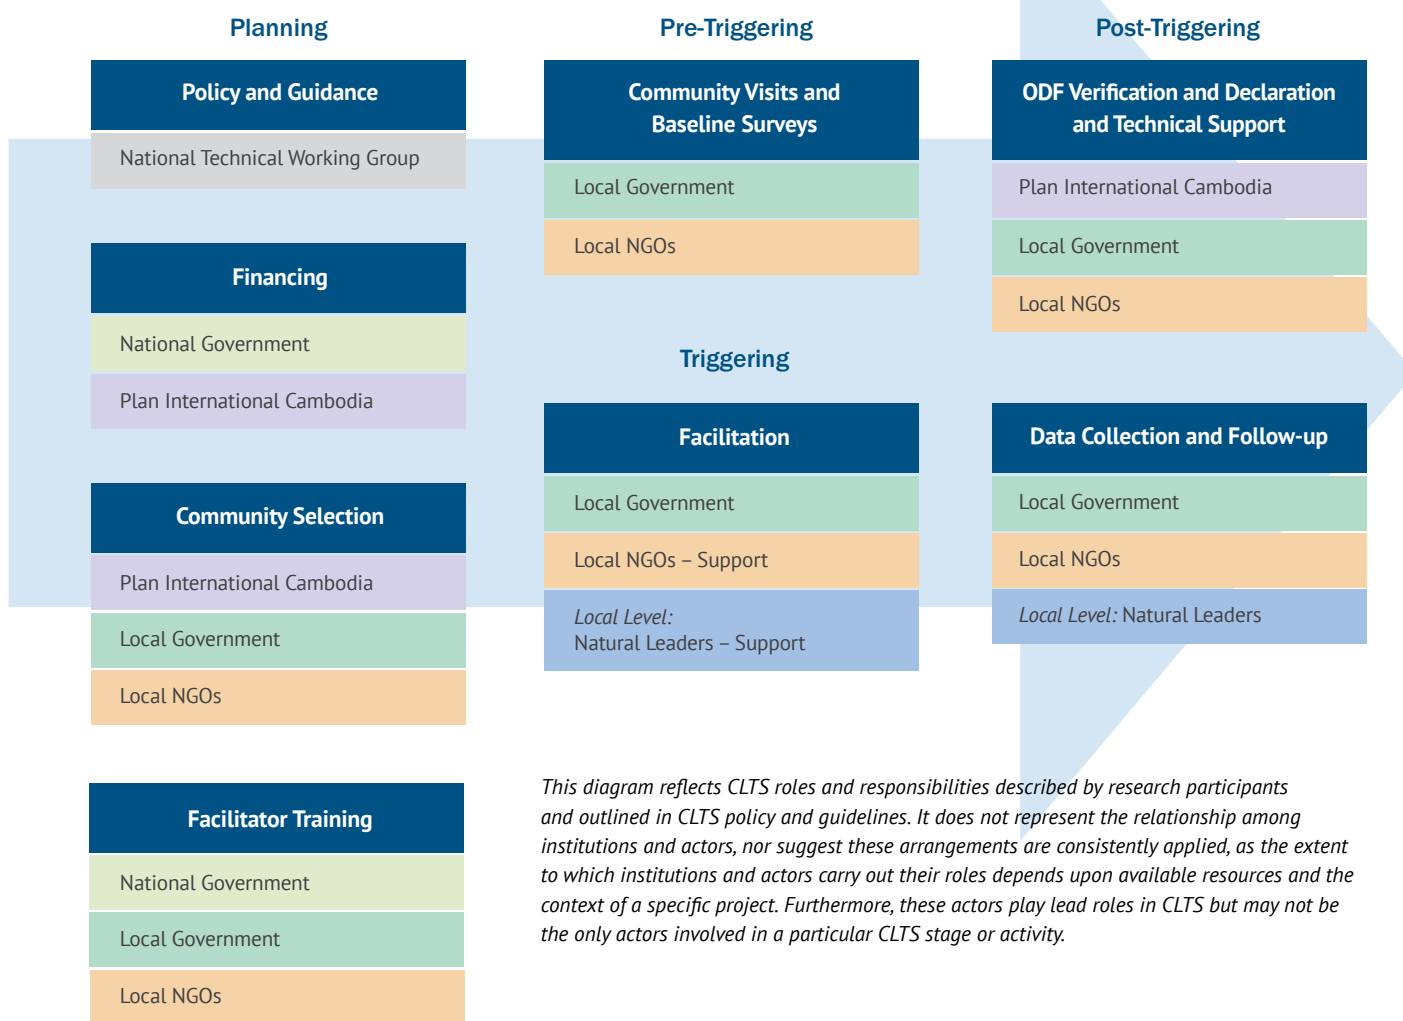 Planning
Policy and Guidance
National Technical Working Group
Financing
National Government
Plan International Cambodia
Community Selection
Plan International Cambodia
Local Government
Local NGOs
Facilitator Training
National Government
Local Government
Local NGOs
Pre-Triggering
Community Visits and
Baseline Surveys
Local Government
Local NGOs
Triggering
Facilitation
Local Government
Local NGOs – Support
Local Level:
Natural Leaders – Support
Post-Triggering
ODF Verification and Declaration
and Technical Support
Plan International Cambodia
Local Government
Local NGOs
Data Collection and Follow-up
Local Government
Local NGOs
Local Level: Natural Leaders
This diagram reflects CLTS roles and responsibilities described by research participants
and outlined in CLTS policy and guidelines. It does not represent the relationship among
institutions and actors, nor suggest these arrangements are consistently applied, as the extent
to which institutions and actors carry out their roles depends upon available resources and the
context of a specific project. Furthermore, these actors play lead roles in CLTS but may not be
the only actors involved in a particular CLTS stage or activity.